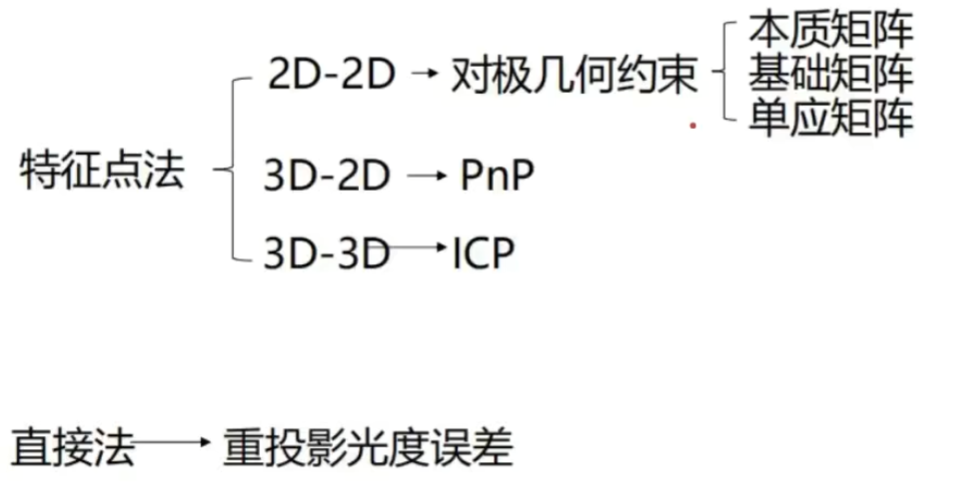 本质矩阵
2D-2D → 对极几何约束
基础矩阵
单应矩阵
特征点法
3D-2D → PnP
3D-3D → ICP
直接法 → 重投影光度误差